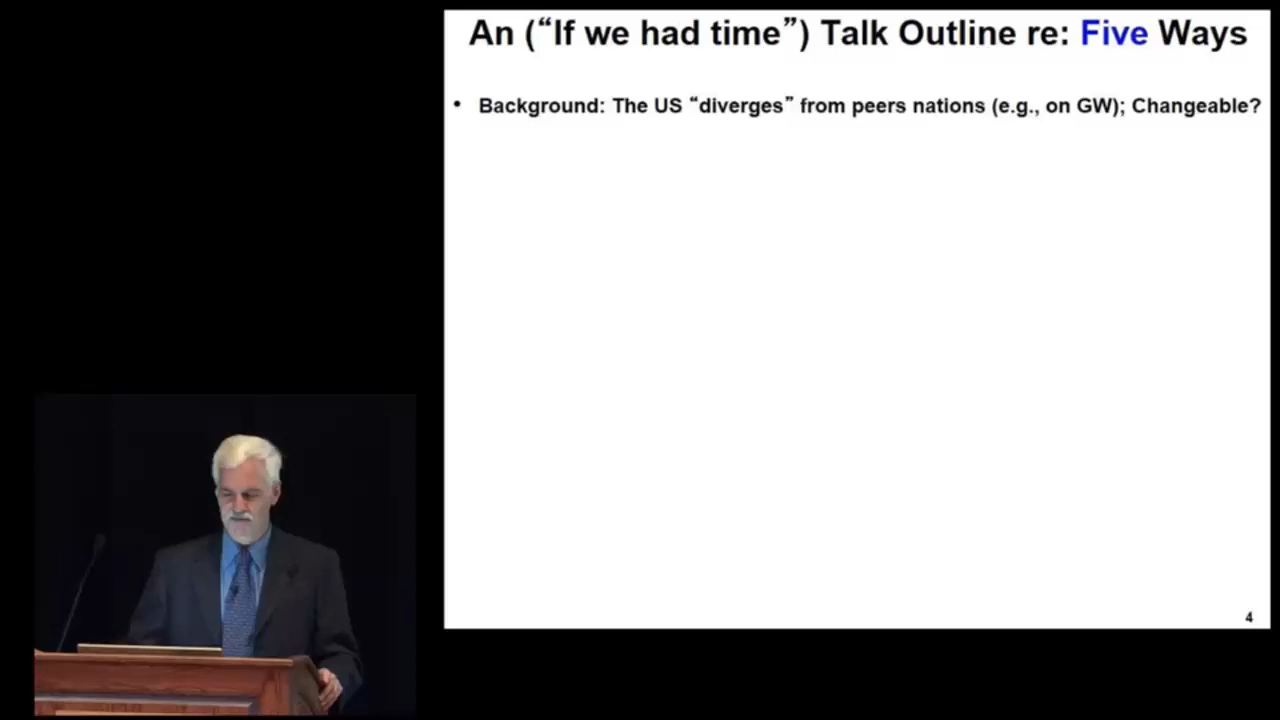 An (“If we had time”) Talk Outline re: Five Ways
• Background: The US “diverges” from peers nations (e.g., on GW); Changeable?
4